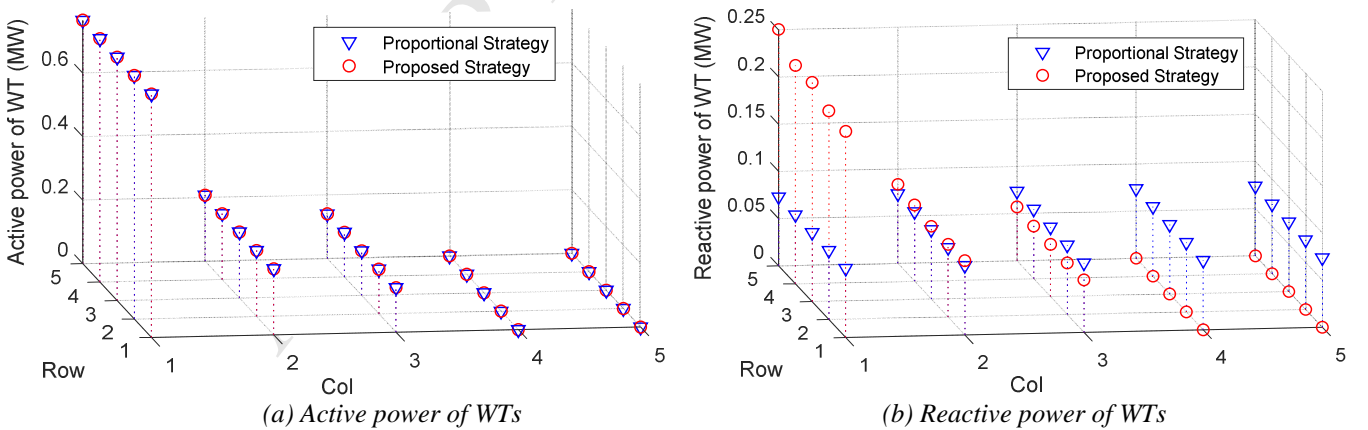 Active power of WT (MW)
0.6
0.4
0.2
0
5
4
3
2
1
Row
1
2
3
4
5
Col
Proportional Strategy
Proposed Strategy
(a) Active power of WTs
Reactive power of WT (MW)
0.25
0.2
0.15
0.1
0.05
0
5
4
3
2
1
Row
1
2
3
4
5
Col
Proportional Strategy
Proposed Strategy
(b) Reactive power of WTs